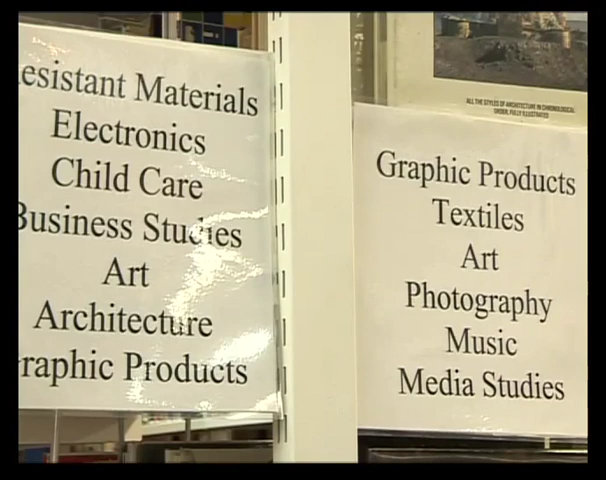 esistant Materials
Electronics
Child Care
Business Studies
Art
Architecture
raphic Products
ALL THE STYLES OF ARCHITECTURE IN CHRONOLOGICAL
ORDER, FULLY ILLUSTRATED
Graphic Products
Textiles
Art
Photography
Music
Media Studies